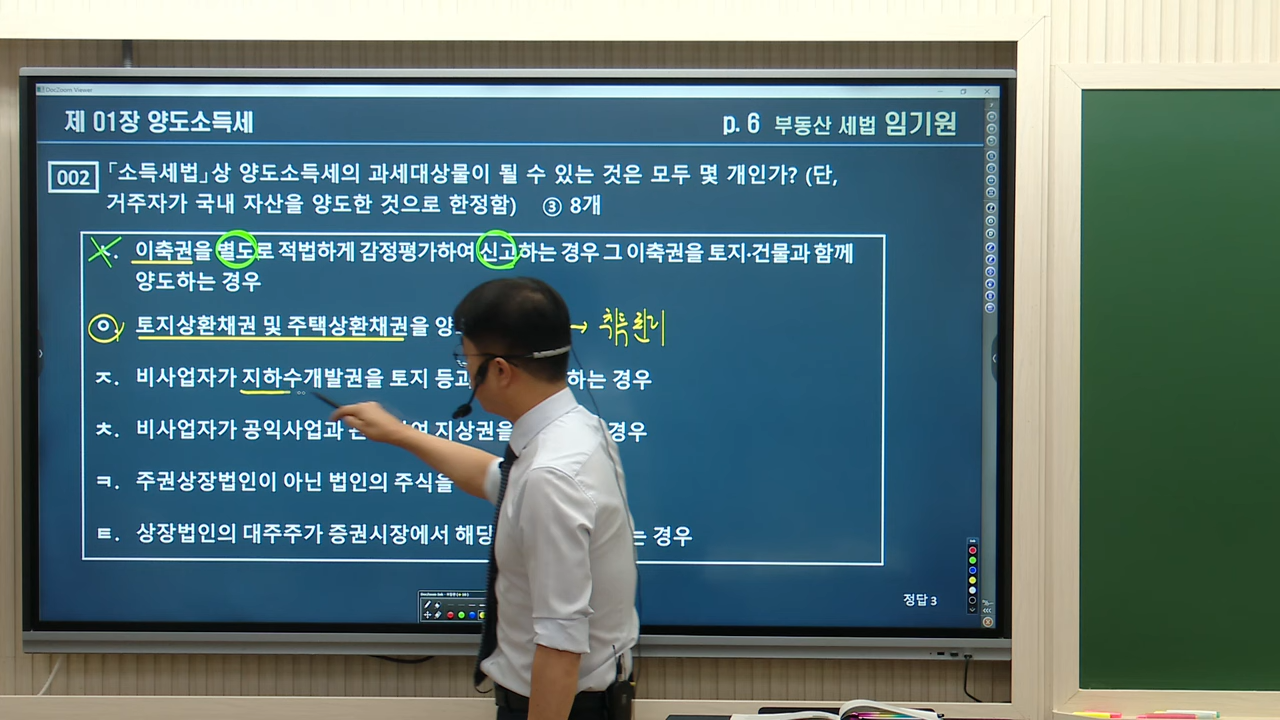 DocZoom Viewer
제 01장 양도소득세
p. 6 부동산 세법 임기원
002 「소득세법」상 양도소득세의 과세대상물이 될 수 있는 것은 모두 몇 개인가? (단,
거주자가 국내 자산을 양도한 것으로 한정함) ③ 8개
이축권을 별도로 적법하게 감정평가하여 신고하는 경우 그 이축권을 토지·건물과 함께
양도하는 경우
ㅇ 토지상환채권 및 주택상환채권을 → 취득권리
ㅈ. 비사업자가 지하수개발권을 토지 하는 경우
ㅊ. 비사업자가 공익사업과 지상권을 경우
ㅋ. 주권상장법인이 아닌 법인의 주식을
ㅌ. 상장법인의 대주주가 증권시장에서 경우
정답 3